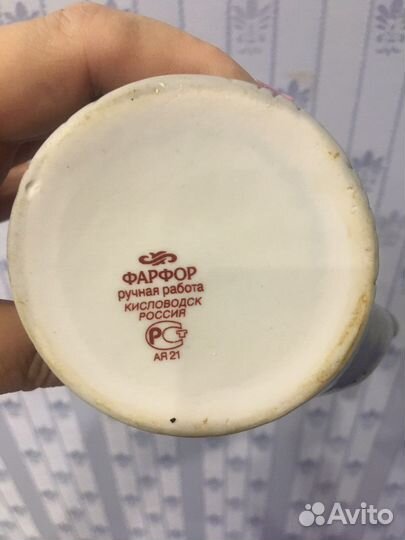 ФАРФОР
ручная работа
КИСЛОВОДСК
РОССИЯ
РСТ
АЯ 21
Avito